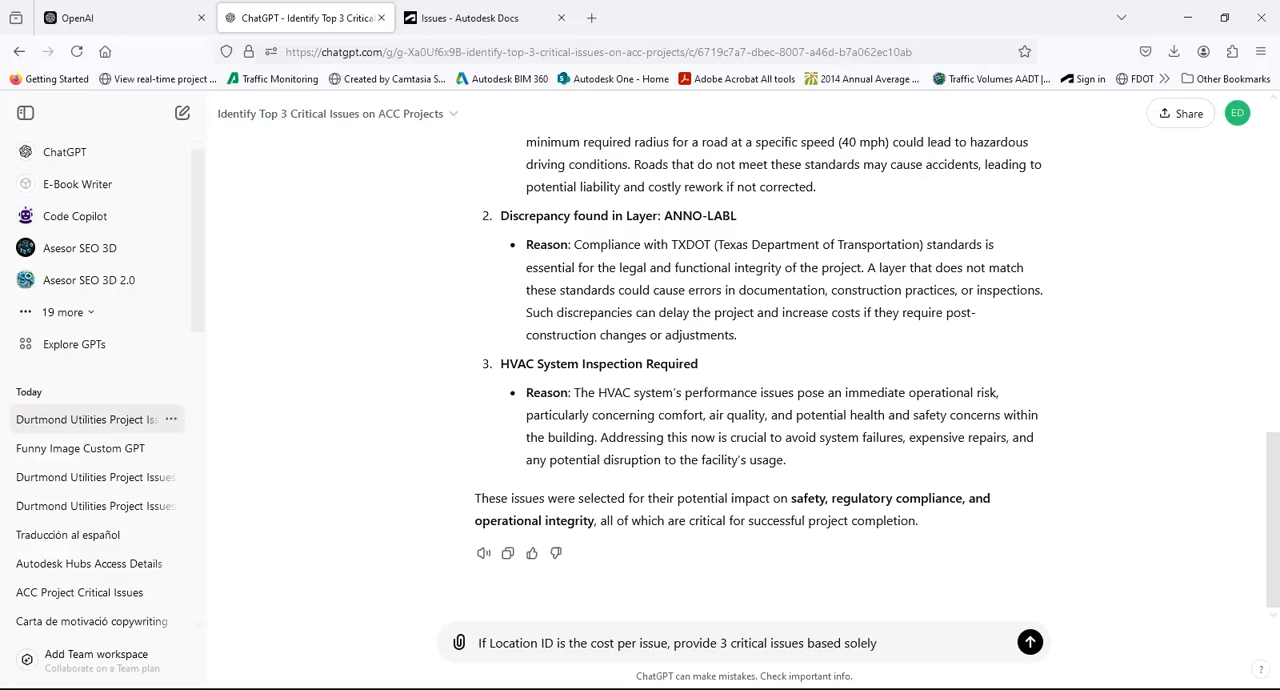 OpenAI
ChatGPT - Identify Top 3 Critica
Issues - Autodesk Docs
https://chatgpt.com/g/g-Xa0Uf6x9B-identify-top-3-critical-issues-on-acc-projects/c/6719c7a7-dbec-8007-a46d-b7a062ec10ab
Getting Started
View real-time project ...
Traffic Monitoring
Created by Camtasia S...
Autodesk BIM 360
Autodesk One - Home
Adobe Acrobat All tools
2014 Annual Average ...
Traffic Volumes AADT |...
Sign in
FDOT
Other Bookmarks
Identify Top 3 Critical Issues on ACC Projects
Share
ED
ChatGPT
E-Book Writer
Code Copilot
Asesor SEO 3D
Asesor SEO 3D 2.0
19 more
Explore GPTs
Today
Durtmond Utilities Project Iss
Funny Image Custom GPT
Durtmond Utilities Project Issues
Durtmond Utilities Project Issues
Traducción al español
Autodesk Hubs Access Details
ACC Project Critical Issues
Carta de motivació copywriting
Add Team workspace
Collaborate on a Team plan
minimum required radius for a road at a specific speed (40 mph) could lead to hazardous
driving conditions. Roads that do not meet these standards may cause accidents, leading to
potential liability and costly rework if not corrected.
2. Discrepancy found in Layer: ANNO-LABL
• Reason: Compliance with TXDOT (Texas Department of Transportation) standards is
essential for the legal and functional integrity of the project. A layer that does not match
these standards could cause errors in documentation, construction practices, or inspections.
Such discrepancies can delay the project and increase costs if they require post-
construction changes or adjustments.
3. HVAC System Inspection Required
• Reason: The HVAC system's performance issues pose an immediate operational risk,
particularly concerning comfort, air quality, and potential health and safety concerns within
the building. Addressing this now is crucial to avoid system failures, expensive repairs, and
any potential disruption to the facility's usage.
These issues were selected for their potential impact on safety, regulatory compliance, and
operational integrity, all of which are critical for successful project completion.
If Location ID is the cost per issue, provide 3 critical issues based solely
ChatGPT can make mistakes. Check important info.
?